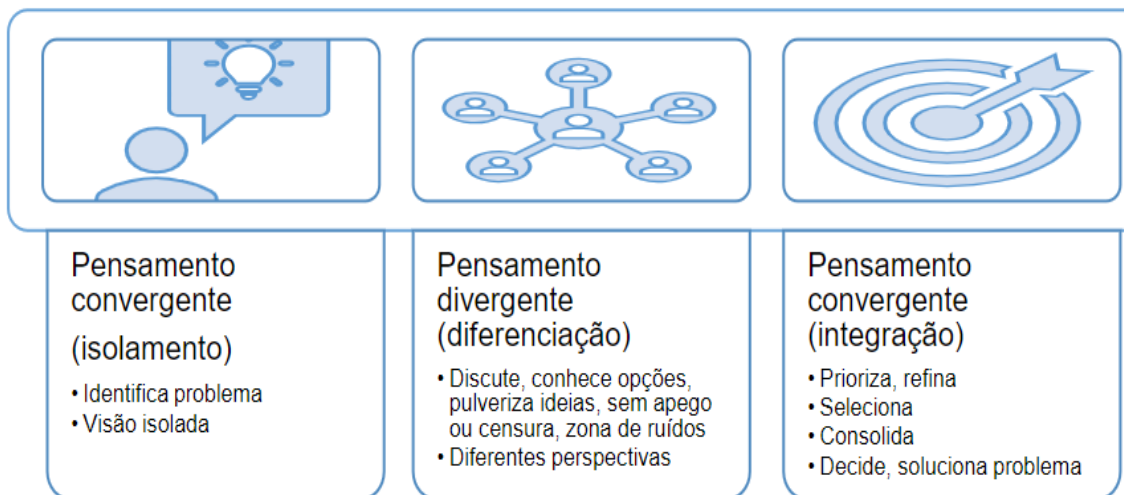 Pensamento
convergente
(isolamento)
• Identifica problema
• Visão isolada
Pensamento
divergente
(diferenciação)
• Discute, conhece opções,
pulveriza ideias, sem apego
ou censura, zona de ruídos
• Diferentes perspectivas
Pensamento
convergente
(integração)
• Prioriza, refina
• Seleciona
• Consolida
• Decide, soluciona problema